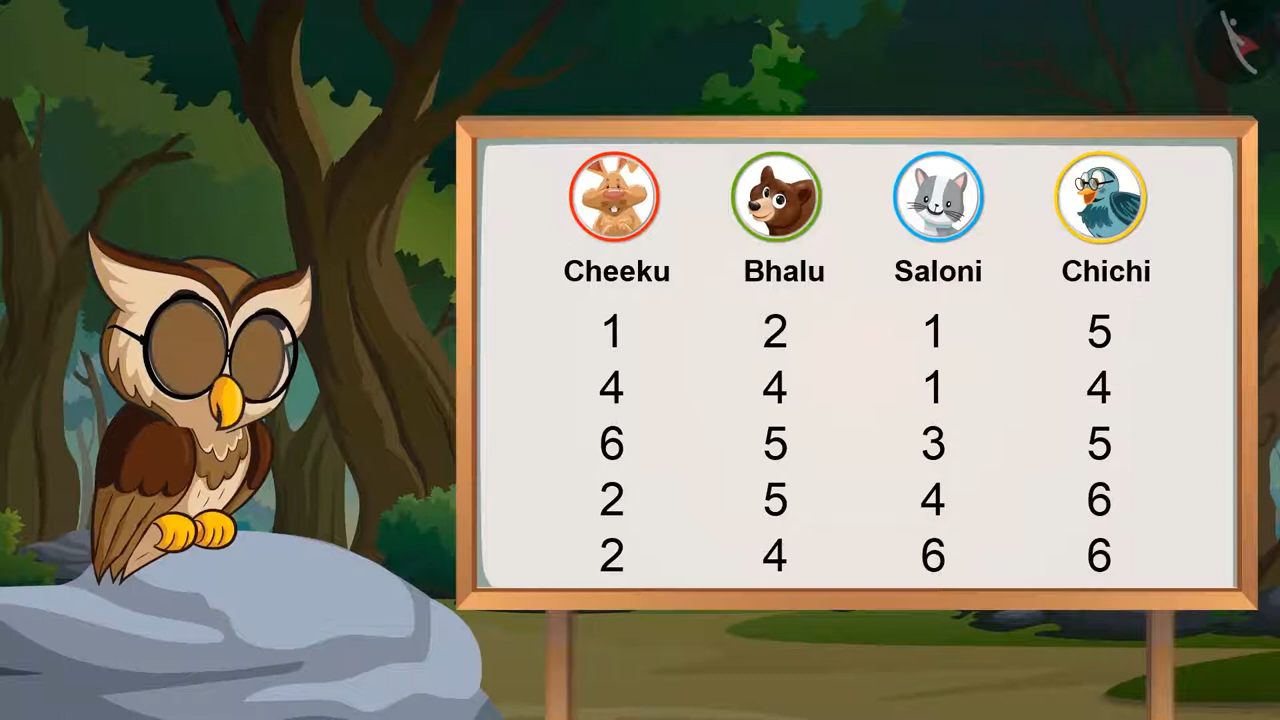 Cheeku Bhalu Saloni Chichi
1 2 1 5
4 4 1 4
6 5 3 5
2 5 4 6
2 4 6 6